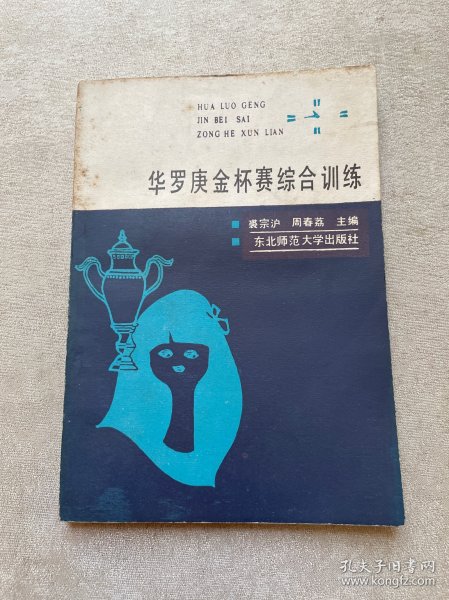 HUA LUO GENG
JIN BEI SAI
ZONG HE XUN LIAN
华罗庚金杯赛综合训练
裘宗沪 周春荔 主编
东北师范大学出版社
孔夫子旧书网
www.kongfz.com